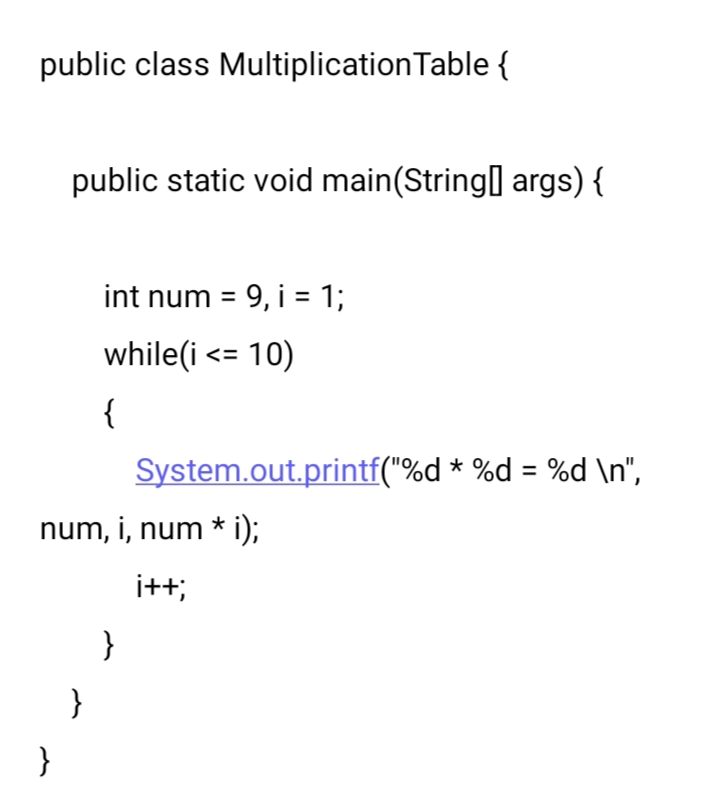 public class MultiplicationTable {
public static void main(String[] args) {
int num = 9, i = 1;
while(i <= 10)
{
System.out.printf("%d * %d = %d \n",
num, i, num * i);
i++;
}
}
}